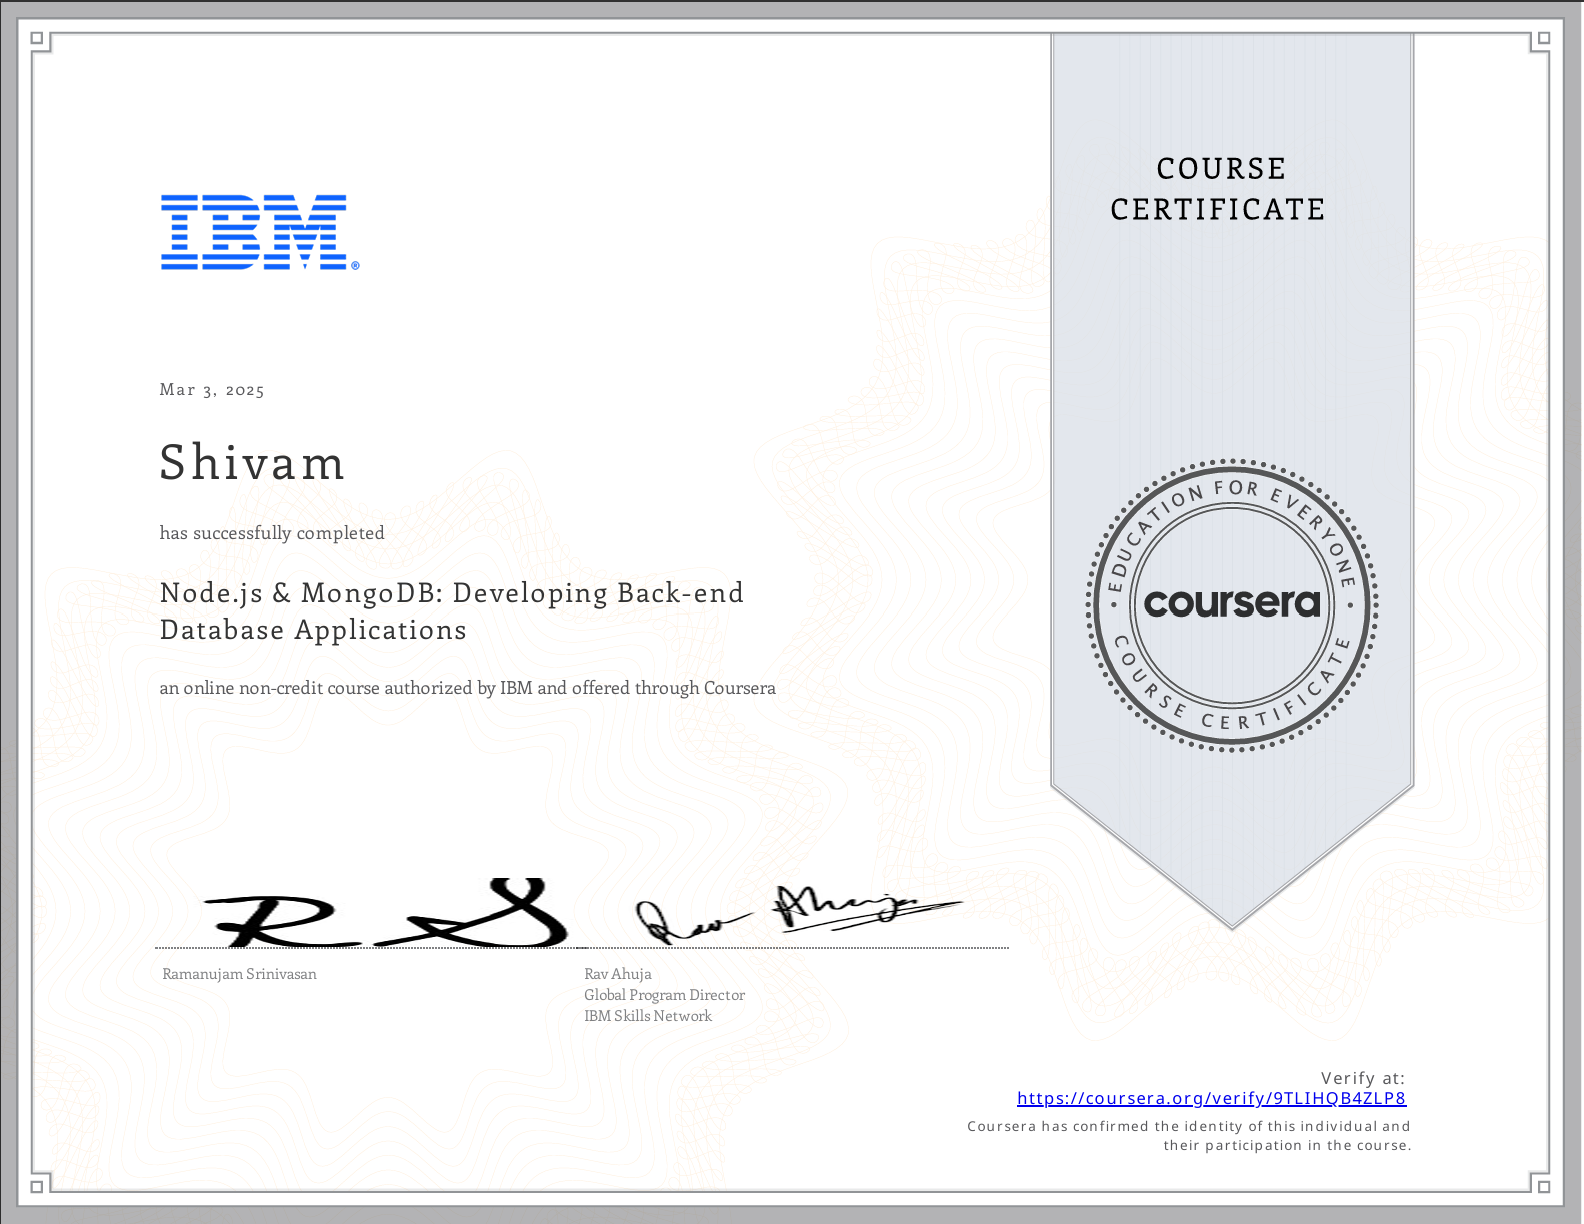 IBM®
COURSE
CERTIFICATE
Mar 3, 2025
Shivam
has successfully completed
Node.js & MongoDB: Developing Back-end
Database Applications
an online non-credit course authorized by IBM and offered through Coursera
EDUCATION FOR EVERYONE
coursera
COURSE CERTIFICATE
R S
Rav Ahuja
Ramanujam Srinivasan
Rav Ahuja
Global Program Director
IBM Skills Network
Verify at:
https://coursera.org/verify/9TLIHQB4ZLP8
Coursera has confirmed the identity of this individual and
their participation in the course.